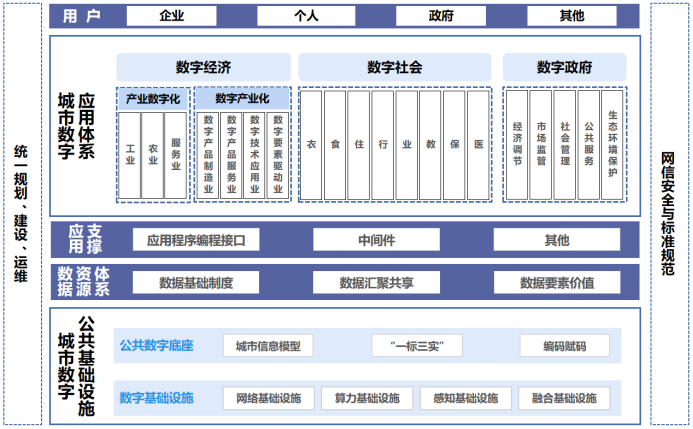 用户
企业
个人
政府
其他
统一规划、建设、运维
城市数字
应用体系
数字经济
数字社会
数字政府
产业数字化
数字产业化
工业
农业
服务业
数字产品制造业
数字产品服务业
数字技术应用业
数字要素驱动业
衣
食
住
行
业
教
保
医
经济调节
市场监管
社会管理
公共服务
生态环境保护
网信安全与标准规范
应用支撑
应用程序编程接口
中间件
其他
数据资源体系
数据基础制度
数据汇聚共享
数据要素价值
城市数字
公共基础设施
公共数字底座
城市信息模型
“一标三实”
编码赋码
数字基础设施
网络基础设施
算力基础设施
感知基础设施
融合基础设施